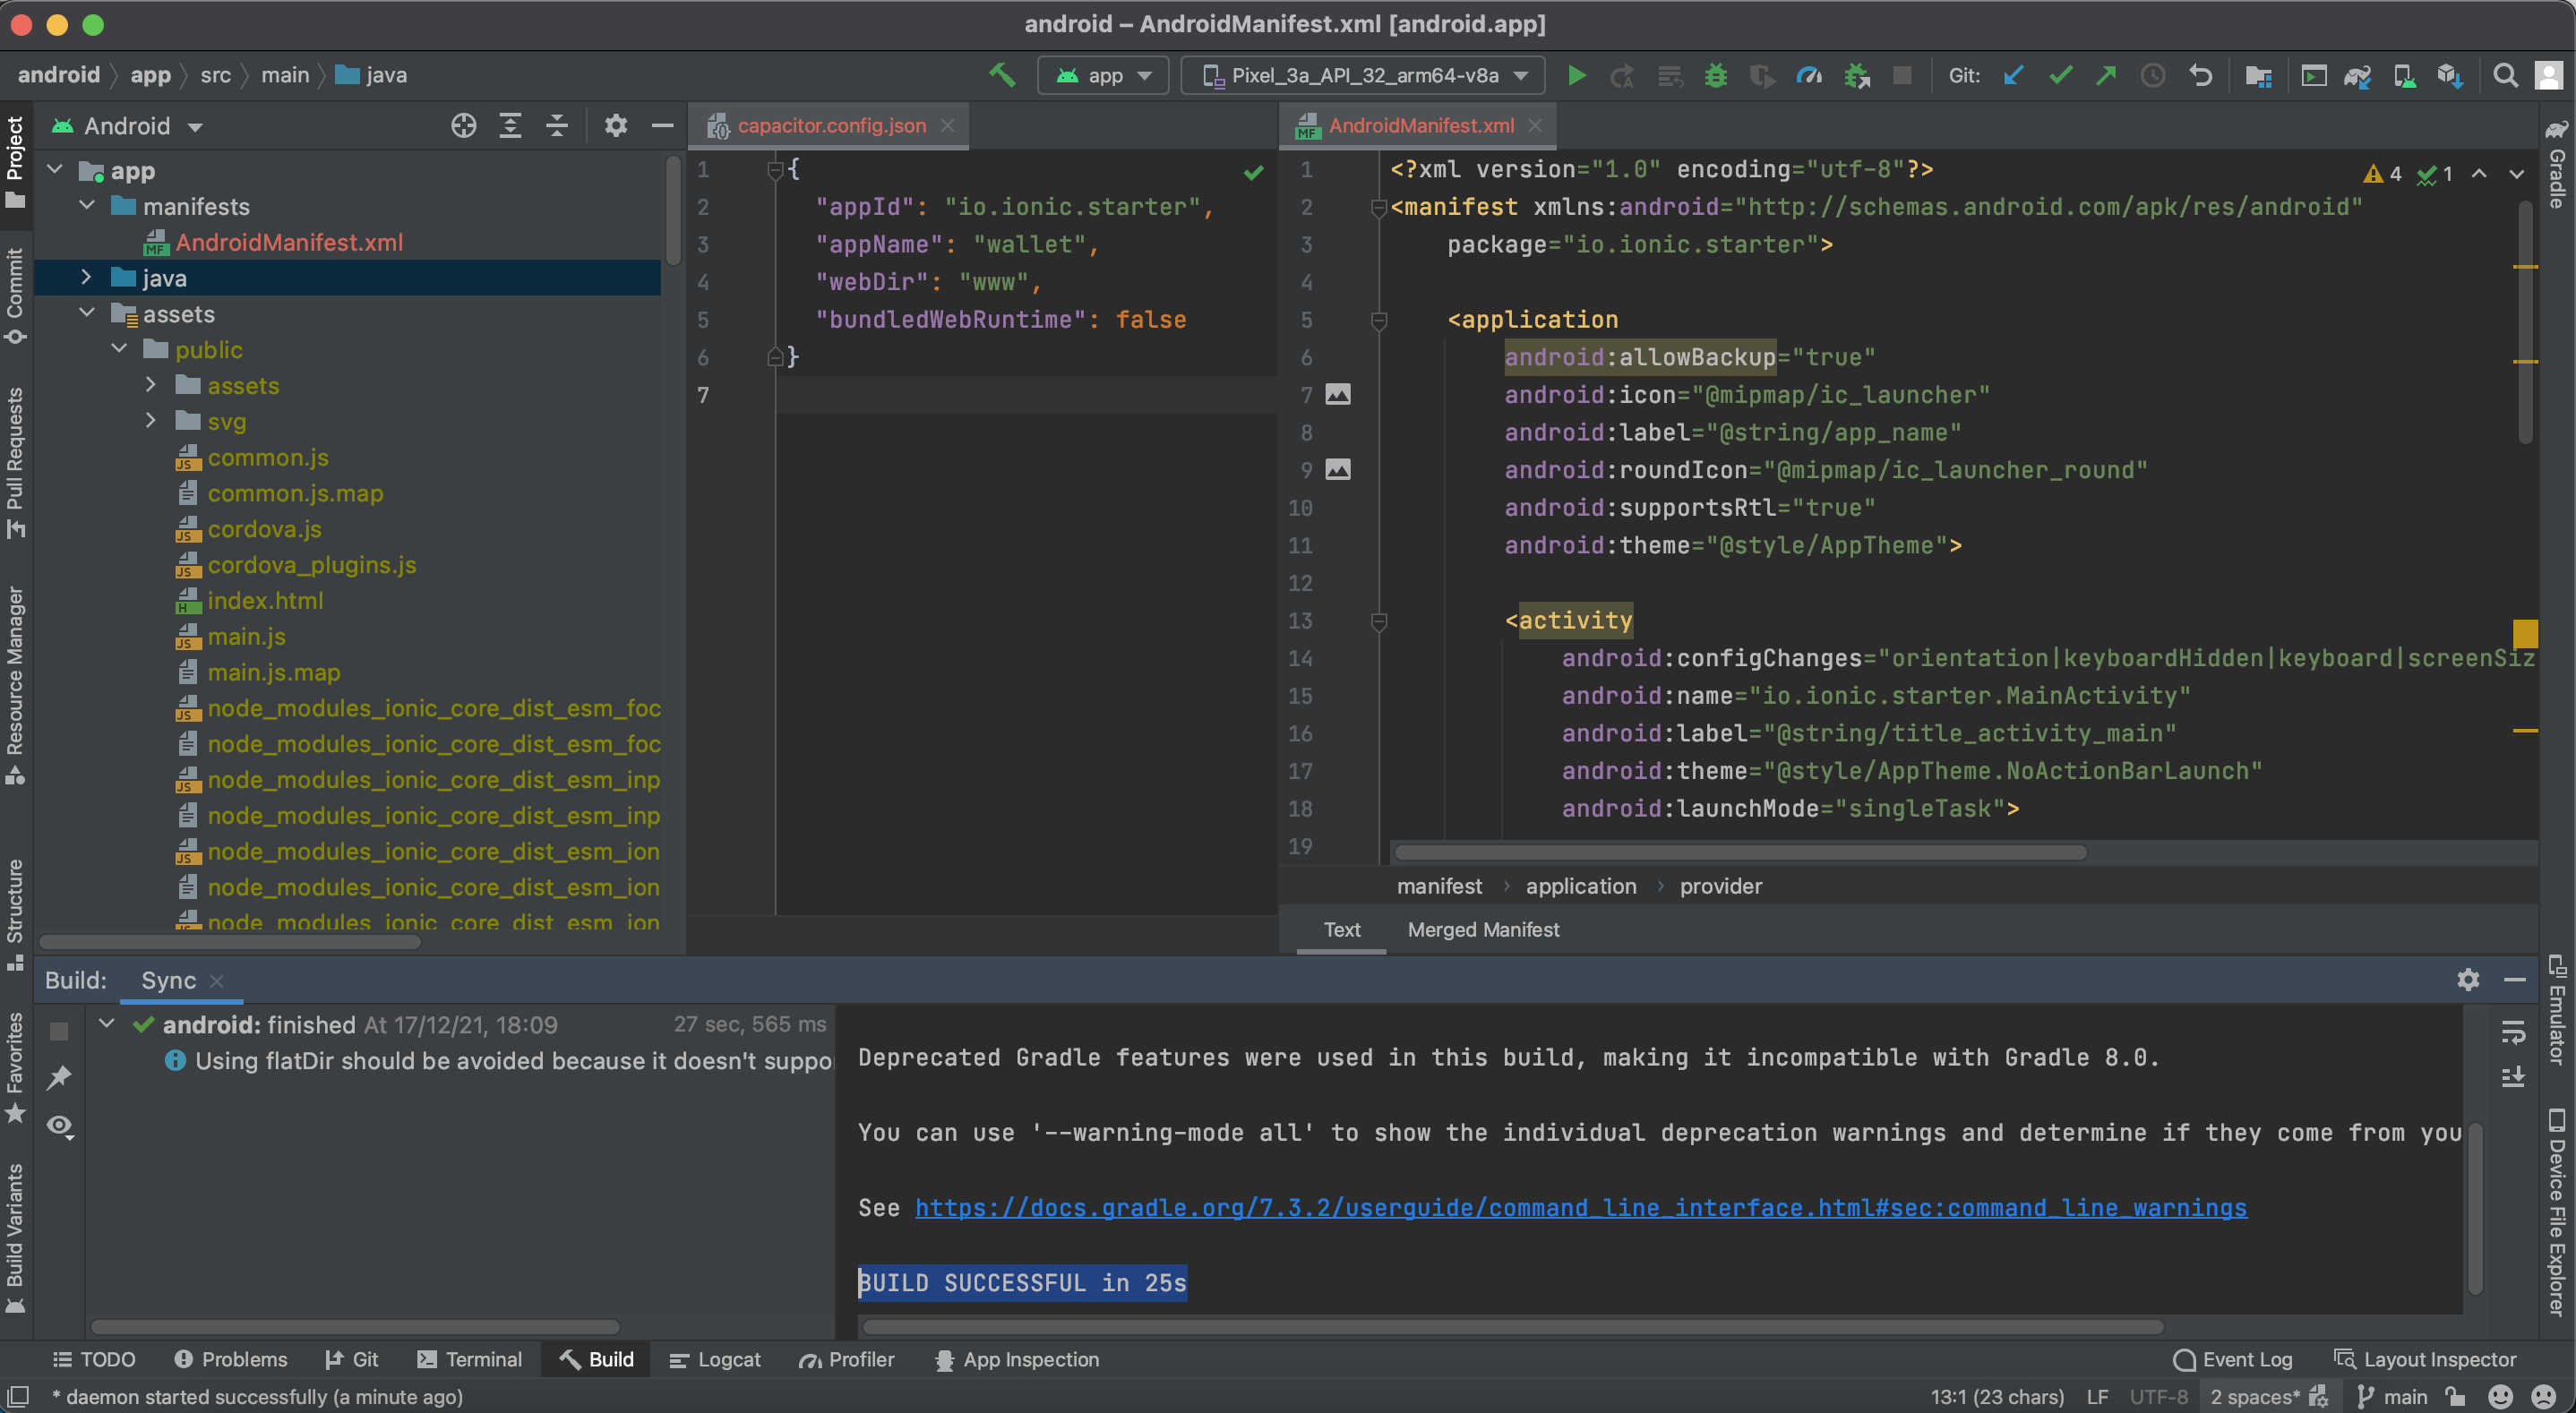 android – AndroidManifest.xml [android.app]
android app src main java
app Pixel_3a_API_32_arm64-v8a Git:
Project
Commit
Pull Requests
Resource Manager
Structure
Favorites
Build Variants
Android
app
manifests
AndroidManifest.xml
java
assets
public
assets
svg
common.js
common.js.map
cordova.js
cordova_plugins.js
index.html
main.js
main.js.map
node_modules_ionic_core_dist_esm_foc
node_modules_ionic_core_dist_esm_foc
node_modules_ionic_core_dist_esm_inp
node_modules_ionic_core_dist_esm_inp
node_modules_ionic_core_dist_esm_ion
node_modules_ionic_core_dist_esm_ion
node_modules_ionic_core_dist_esm_ion
capacitor.config.json
1 {
2 "appId": "io.ionic.starter",
3 "appName": "wallet",
4 "webDir": "www",
5 "bundledWebRuntime": false
6 }
7
AndroidManifest.xml
4 1
1 <?xml version="1.0" encoding="utf-8"?>
2 <manifest xmlns:android="http://schemas.android.com/apk/res/android"
3 package="io.ionic.starter">
4
5 <application
6 android:allowBackup="true"
7 android:icon="@mipmap/ic_launcher"
8 android:label="@string/app_name"
9 android:roundIcon="@mipmap/ic_launcher_round"
10 android:supportsRtl="true"
11 android:theme="@style/AppTheme">
12
13 <activity
14 android:configChanges="orientation|keyboardHidden|keyboard|screenSiz
15 android:name="io.ionic.starter.MainActivity"
16 android:label="@string/title_activity_main"
17 android:theme="@style/AppTheme.NoActionBarLaunch"
18 android:launchMode="singleTask">
19
manifest › application › provider
Text Merged Manifest
Gradle
Emulator
Device File Explorer
Build: Sync
android: finished At 17/12/21, 18:09 27 sec, 565 ms
Using flatDir should be avoided because it doesn't suppo
Deprecated Gradle features were used in this build, making it incompatible with Gradle 8.0.
You can use '--warning-mode all' to show the individual deprecation warnings and determine if they come from you
See https://docs.gradle.org/7.3.2/userguide/command_line_interface.html#sec:command_line_warnings
BUILD SUCCESSFUL in 25s
TODO Problems Git Terminal Build Logcat Profiler App Inspection Event Log Layout Inspector
* daemon started successfully (a minute ago) 13:1 (23 chars) LF UTF-8 2 spaces* main